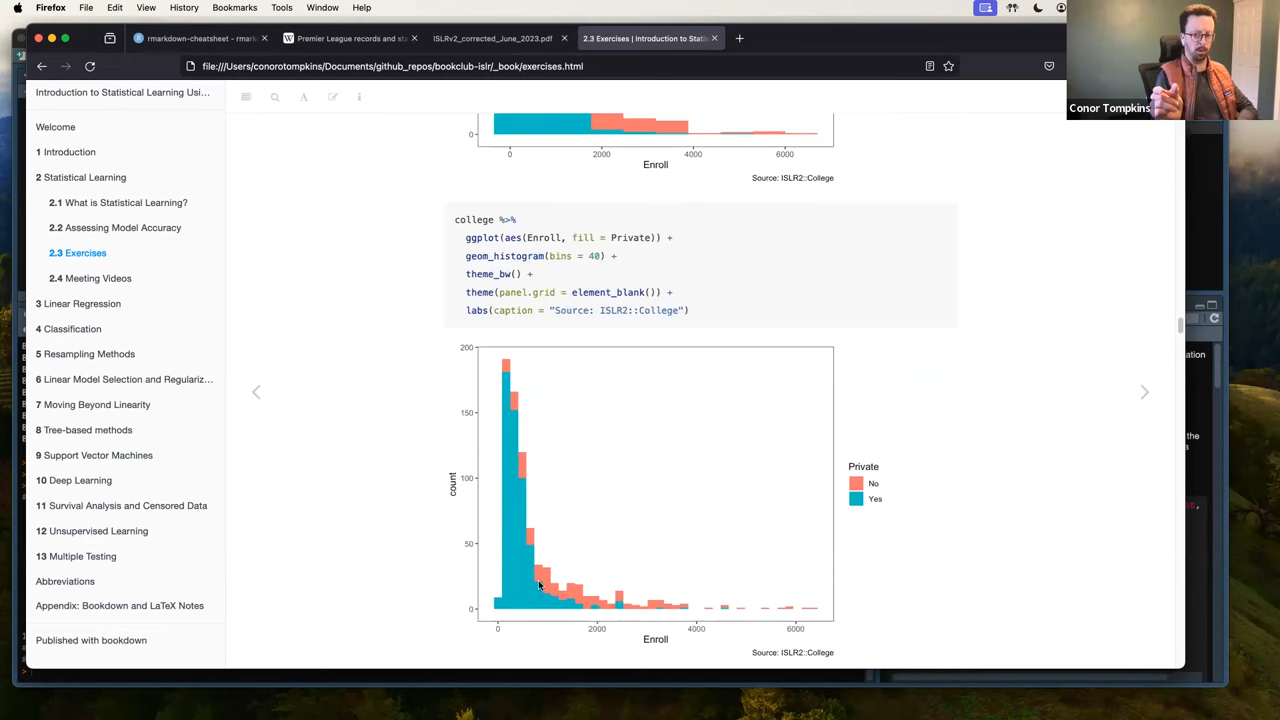 Firefox File Edit View History Bookmarks Tools Window Help
rmarkdown-cheatsheet - rmarkc
Premier League records and sta
ISLRv2_corrected_June_2023.pdf
2.3 Exercises | Introduction to Statis
file:///Users/conorotompkins/Documents/github_repos/bookclub-islr/_book/exercises.html
Conor Tompkins
Introduction to Statistical Learning Usi...
Welcome
1 Introduction
2 Statistical Learning
2.1 What is Statistical Learning?
2.2 Assessing Model Accuracy
2.3 Exercises
2.4 Meeting Videos
3 Linear Regression
4 Classification
5 Resampling Methods
6 Linear Model Selection and Regulariz...
7 Moving Beyond Linearity
8 Tree-based methods
9 Support Vector Machines
10 Deep Learning
11 Survival Analysis and Censored Data
12 Unsupervised Learning
13 Multiple Testing
Abbreviations
Appendix: Bookdown and LaTeX Notes
Published with bookdown
0
0 2000 4000 6000
Enroll
Source: ISLR2::College
college %>%
ggplot(aes(Enroll, fill = Private)) +
geom_histogram(bins = 40) +
theme_bw() +
theme(panel.grid = element_blank()) +
labs(caption = "Source: ISLR2::College")
200
150
100
50
0
count
0 2000 4000 6000
Enroll
Source: ISLR2::College
Private
No
Yes
ation
the